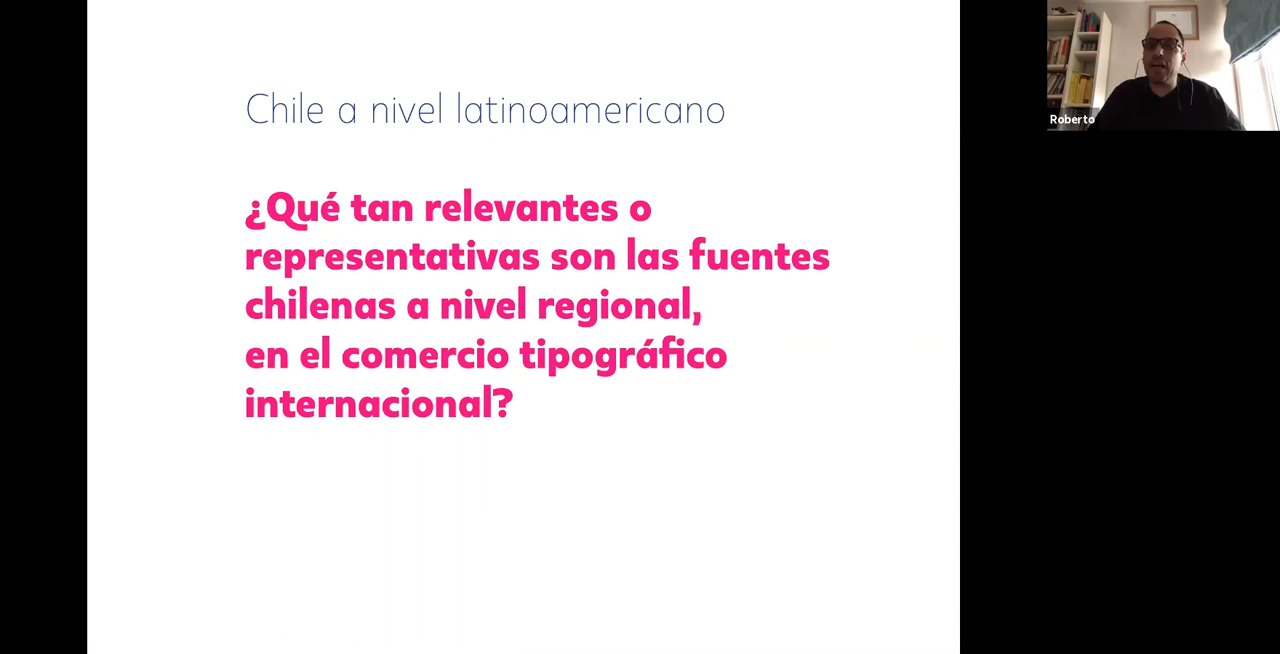 Chile a nivel latinoamericano
¿Qué tan relevantes o
representativas son las fuentes
chilenas a nivel regional,
en el comercio tipográfico
internacional?
Roberto